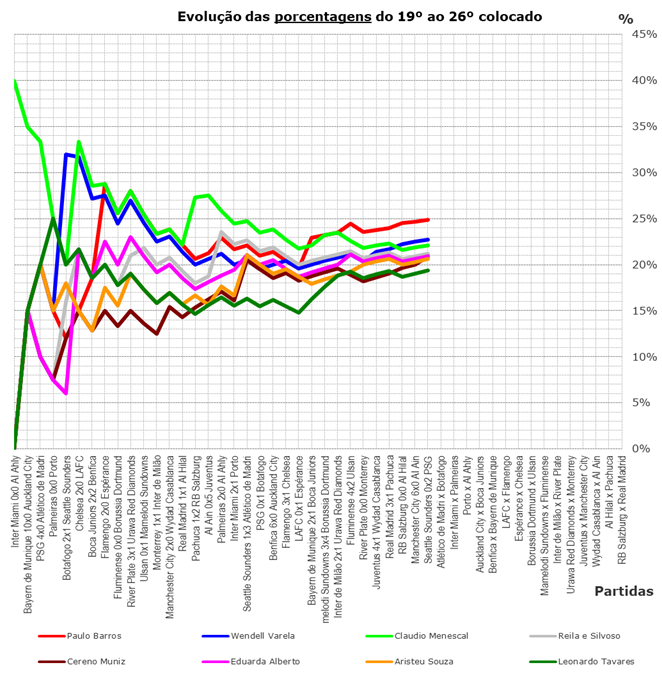 Evolução das porcentagens do 19º ao 26º colocado
%
45%
40%
35%
30%
25%
20%
15%
10%
5%
0%
Inter Miami 0x0 Al Ahly
Bayern de Munique 10x0 Auckland City
PSG 4x0 Atlético de Madri
Palmeiras 0x0 Porto
Botafogo 2x1 Seattle Sounders
Chelsea 2x0 LAFC
Boca Juniors 2x2 Benfica
Flamengo 2x0 Espérance
Fluminense 0x0 Borussia Dortmund
River Plate 3x1 Urawa Red Diamonds
Ulsan 0x1 Mamelodi Sundowns
Monterrey 1x1 Inter de Milão
Manchester City 2x0 Wydad Casablanca
Real Madrid 1x1 Al Hilal
Pachuca 1x2 RB Salzburg
Al Ain 0x5 Juventus
Palmeiras 2x0 Al Ahly
Inter Miami 2x1 Porto
Seattle Sounders 1x3 Atlético de Madri
PSG 0x1 Botafogo
Benfica 6x0 Auckland City
Flamengo 3x1 Chelsea
LAFC 0x1 Espérance
Bayern de Munique 2x1 Boca Juniors
melodi Sundowns 3x4 Borussia Dortmund
Inter de Milão 2x1 Urawa Red Diamonds
Fluminense 4x2 Ulsan
River Plate 0x0 Monterrey
Juventus 4x1 Wydad Casablanca
Real Madrid 3x1 Pachuca
RB Salzburg 0x0 Al Hilal
Manchester City 6x0 Al Ain
Seattle Sounders 0x2 PSG
Atlético de Madri x Botafogo
Inter Miami x Palmeiras
Porto x Al Ahly
Auckland City x Boca Juniors
Benfica x Bayern de Munique
LAFC x Flamengo
Espérance x Chelsea
Borussia Dortmund x Ulsan
Mamelodi Sundowns x Fluminense
Inter de Milão x River Plate
Urawa Red Diamonds x Monterrey
Juventus x Manchester City
Wydad Casablanca x Al Ain
Al Hilal x Pachuca
RB Salzburg x Real Madrid
Partidas
Paulo Barros
Wendell Varela
Claudio Menescal
Reila e Silvoso
Cereno Muniz
Eduarda Alberto
Aristeu Souza
Leonardo Tavares